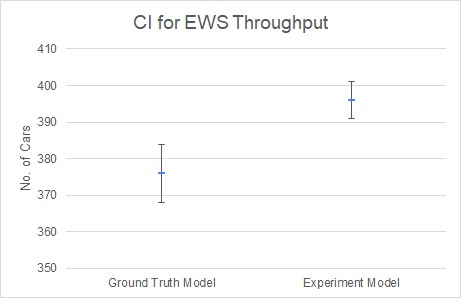 CI for EWS Throughput
No. of Cars
410
400
390
380
370
360
350
Ground Truth Model
Experiment Model